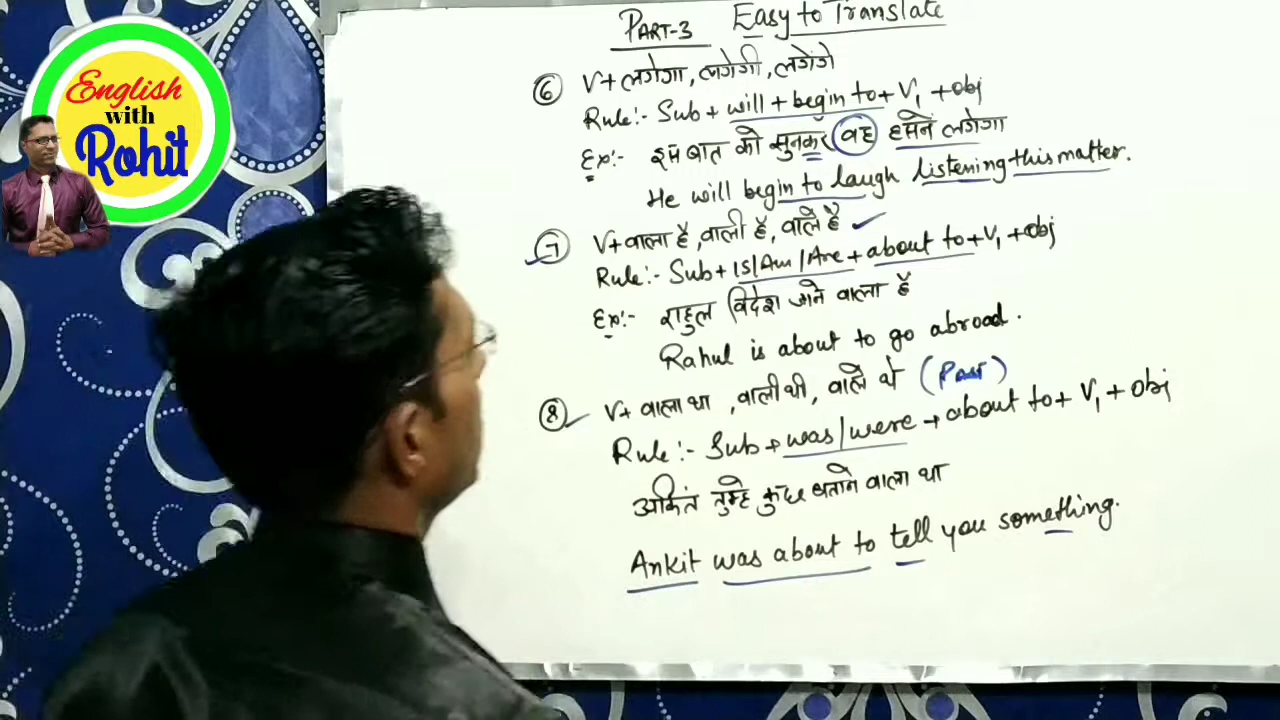 English
with
Rohit
PART-3 Easy to Translate
⑥ V+ लगेगा, लगेगी, लगेंगे
Rule:- Sub + will + begin to + V₁ + obj
Ex:- इस बात को सुनकर वह हसने लगेगा
He will begin to laugh listening this matter.
⑦ V+ वाला है, वाली है, वाले है ✓
Rule:- Sub + is/Am/Are + about to + V₁ + obj
Ex:- राहुल विदेश जाने वाला है
Rahul is about to go abroad.
⑧ V+ वाला था, वाली थी, वाले थे (Past)
Rule:- Sub + was/were + about to + V₁ + obj
अंकित तुम्हे कुछ बताने वाला था
Ankit was about to tell you something.